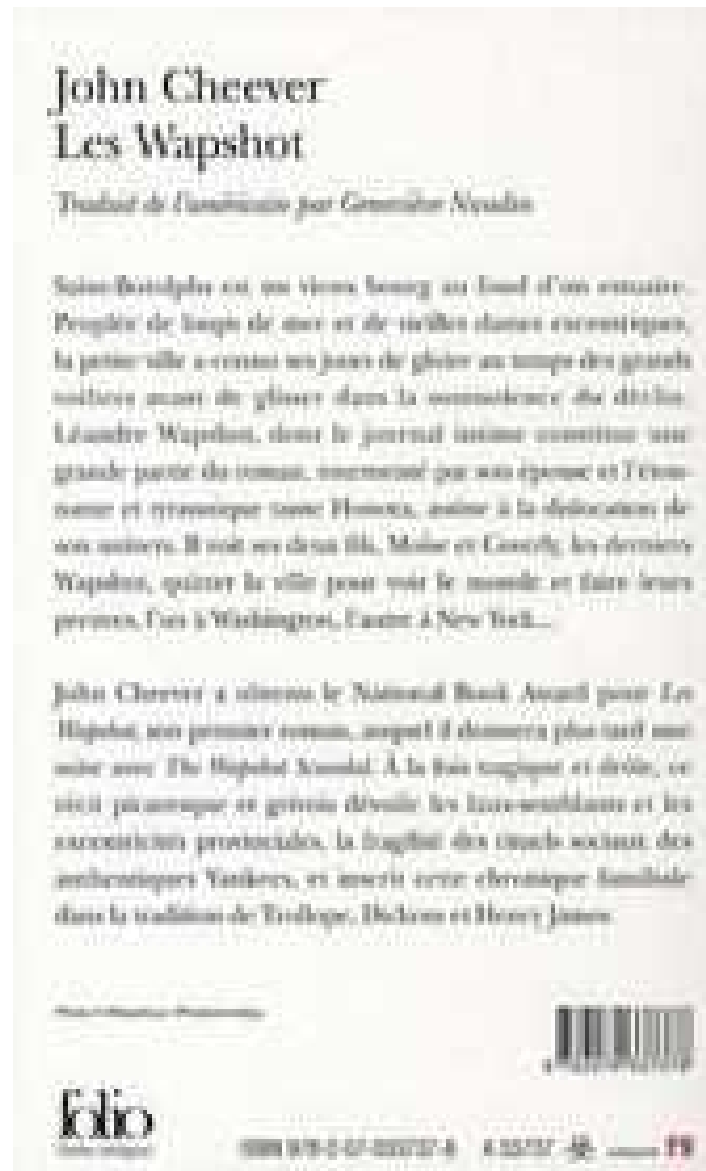 John Cheever
Les Wapshot
Traduit de l'américain par Geneviève Naudin
Saint-Botolphs est un vieux bourg au fond d'un estuaire.
Peuplée de loups de mer et de vieilles dames excentriques,
la petite ville a connu ses jours de gloire au temps des grands
voiliers avant de glisser dans la somnolence du déclin.
Léandre Wapshot, dont le journal intime constitue une
grande partie du roman, tourmenté par son épouse et l'éton-
nante et tyrannique tante Honora, assiste à la dislocation de
son univers. Il voit ses deux fils, Moïse et Coverly, les derniers
Wapshot, quitter la ville pour voir le monde et faire leurs
preuves, l'un à Washington, l'autre à New York...
John Cheever a obtenu le National Book Award pour Les
Wapshot, son premier roman, auquel il donnera plus tard une
suite avec The Wapshot Scandal. À la fois tragique et drôle, ce
récit picaresque et grivois dévoile les faux-semblants et les
excentricités provinciales, la fragilité des rituels sociaux des
authentiques Yankees, et inscrit cette chronique familiale
dans la tradition de Trollope, Dickens et Henry James.
folio
ISBN 978-2-07
F9